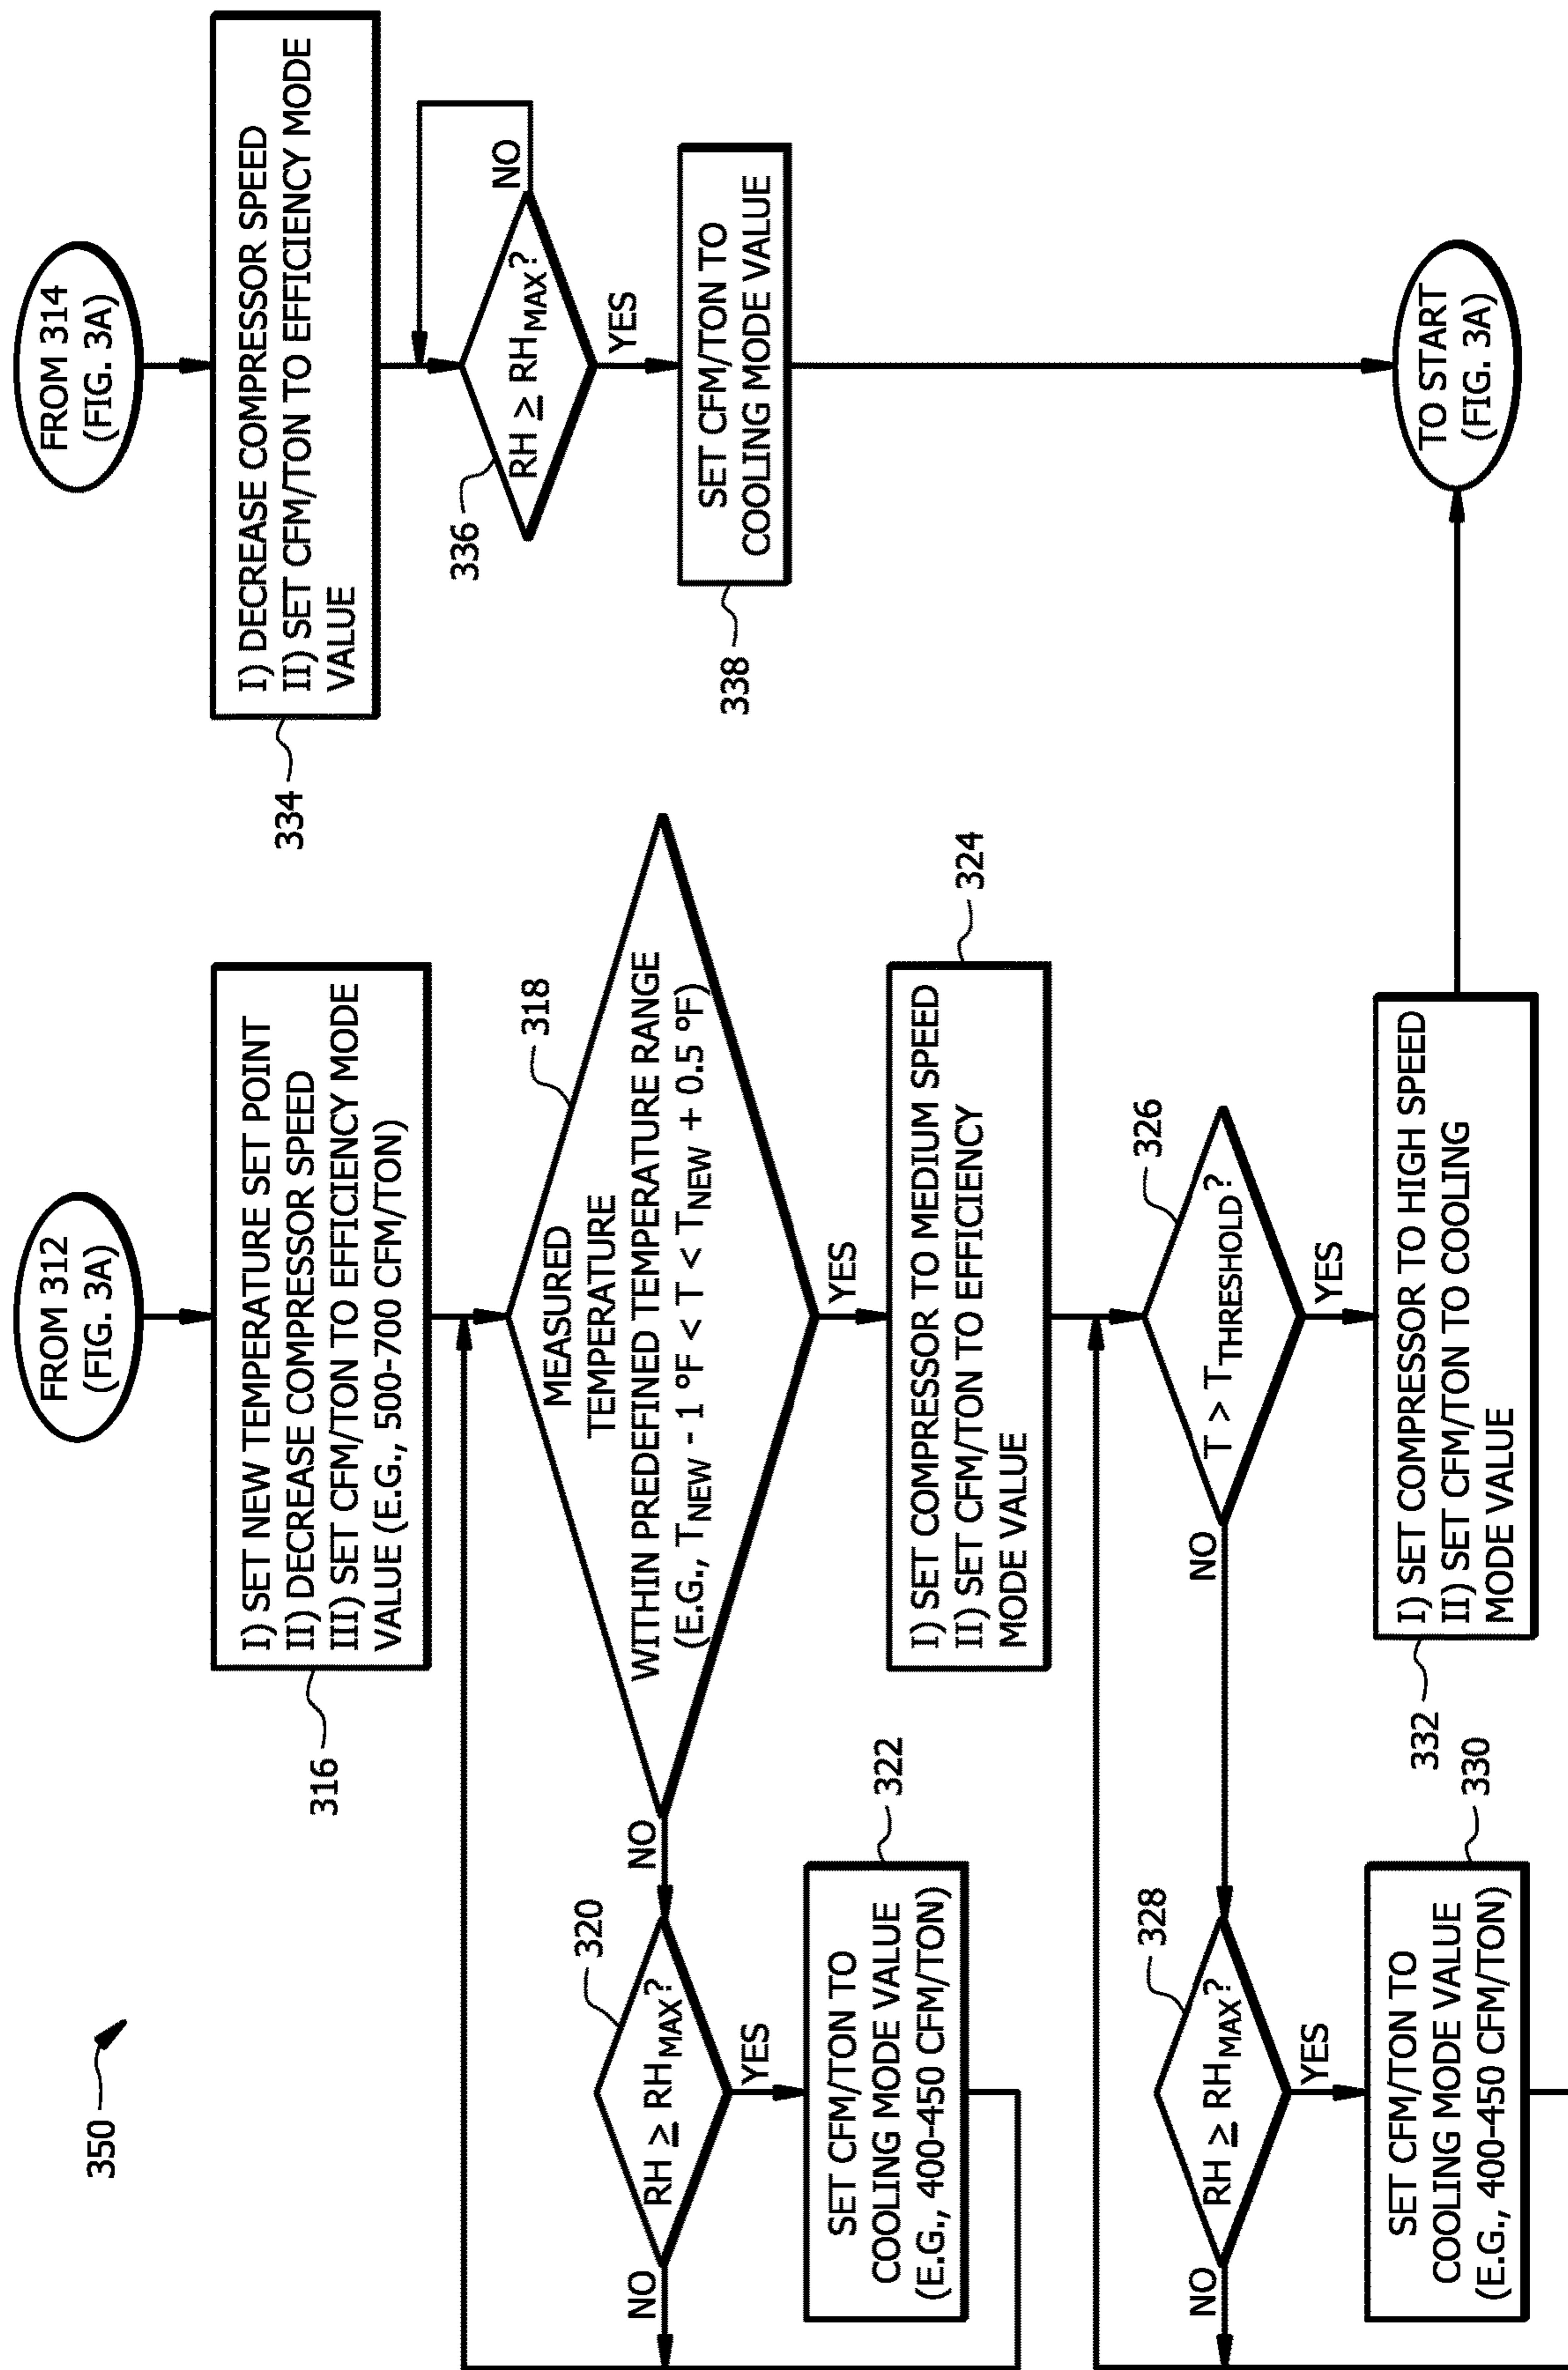 350
FROM 312
(FIG. 3A)
316
I) SET NEW TEMPERATURE SET POINT
II) DECREASE COMPRESSOR SPEED
III) SET CFM/TON TO EFFICIENCY MODE
VALUE (E.G., 500-700 CFM/TON)
318
MEASURED
TEMPERATURE
WITHIN PREDEFINED TEMPERATURE RANGE
(E.G., TNEW - 1 °F < T < TNEW + 0.5 °F)
NO
YES
320
RH ≥ RHMAX?
NO
YES
322
SET CFM/TON TO
COOLING MODE VALUE
(E.G., 400-450 CFM/TON)
324
I) SET COMPRESSOR TO MEDIUM SPEED
II) SET CFM/TON TO EFFICIENCY
MODE VALUE
326
T > TTHRESHOLD?
NO
YES
328
RH ≥ RHMAX?
NO
YES
330
SET CFM/TON TO
COOLING MODE VALUE
(E.G., 400-450 CFM/TON)
332
I) SET COMPRESSOR TO HIGH SPEED
II) SET CFM/TON TO COOLING
MODE VALUE
FROM 314
(FIG. 3A)
334
I) DECREASE COMPRESSOR SPEED
II) SET CFM/TON TO EFFICIENCY MODE
VALUE
336
RH ≥ RHMAX?
NO
YES
338
SET CFM/TON TO
COOLING MODE VALUE
TO START
(FIG. 3A)